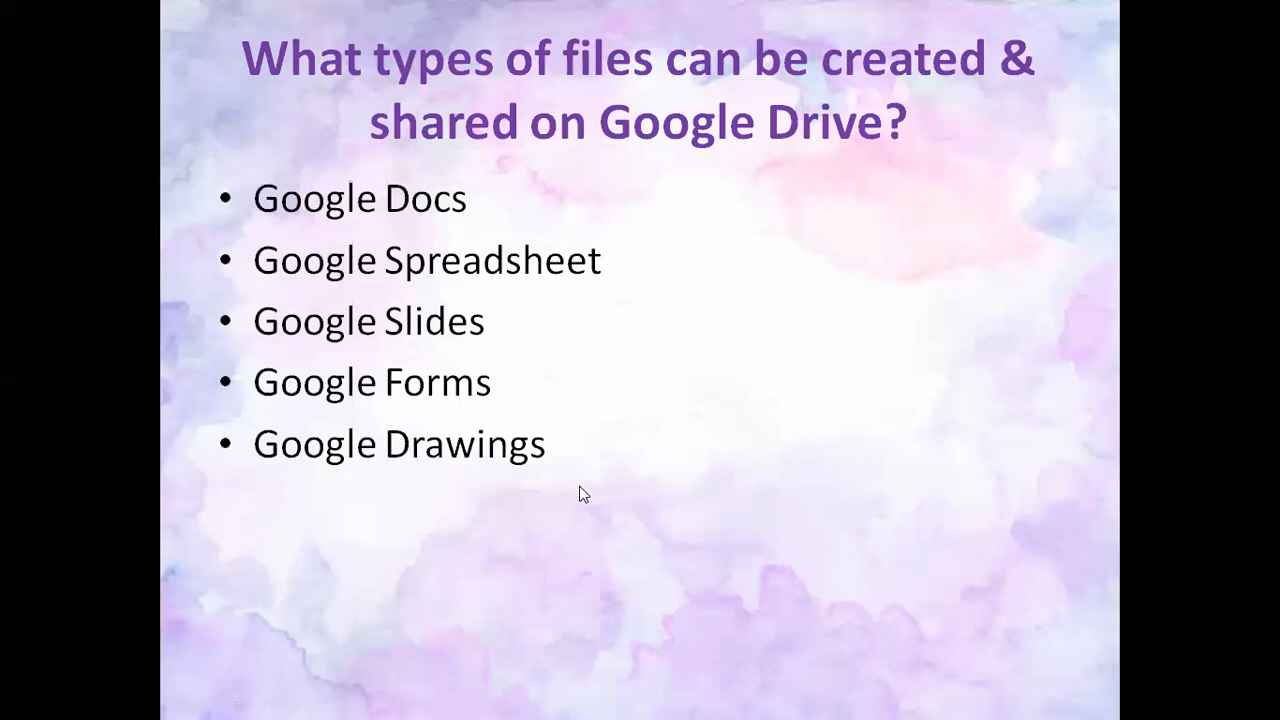 What types of files can be created &
shared on Google Drive?
• Google Docs
• Google Spreadsheet
• Google Slides
• Google Forms
• Google Drawings